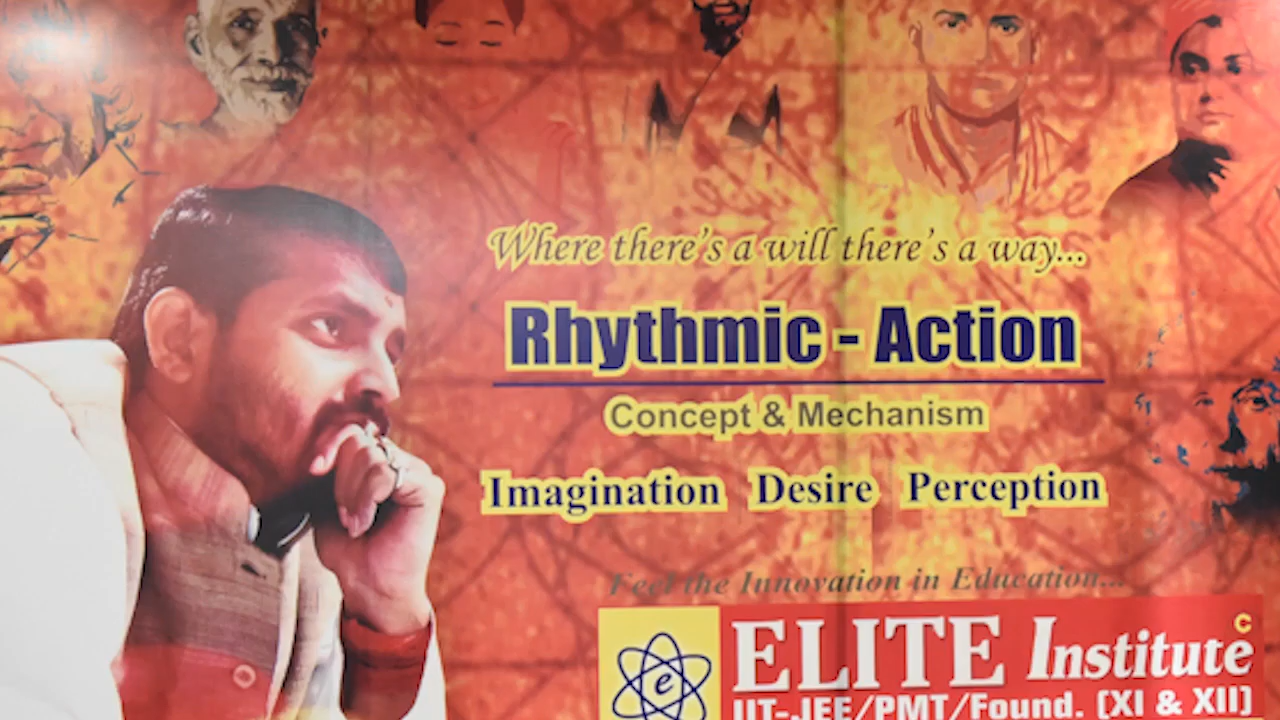 Where there's a will there's a way...
Rhythmic - Action
Concept & Mechanism
Imagination Desire Perception
Feel the Innovation in Education...
e
ELITE Institute
C
IIT-JEE/PMT/Found. (XI & XII)